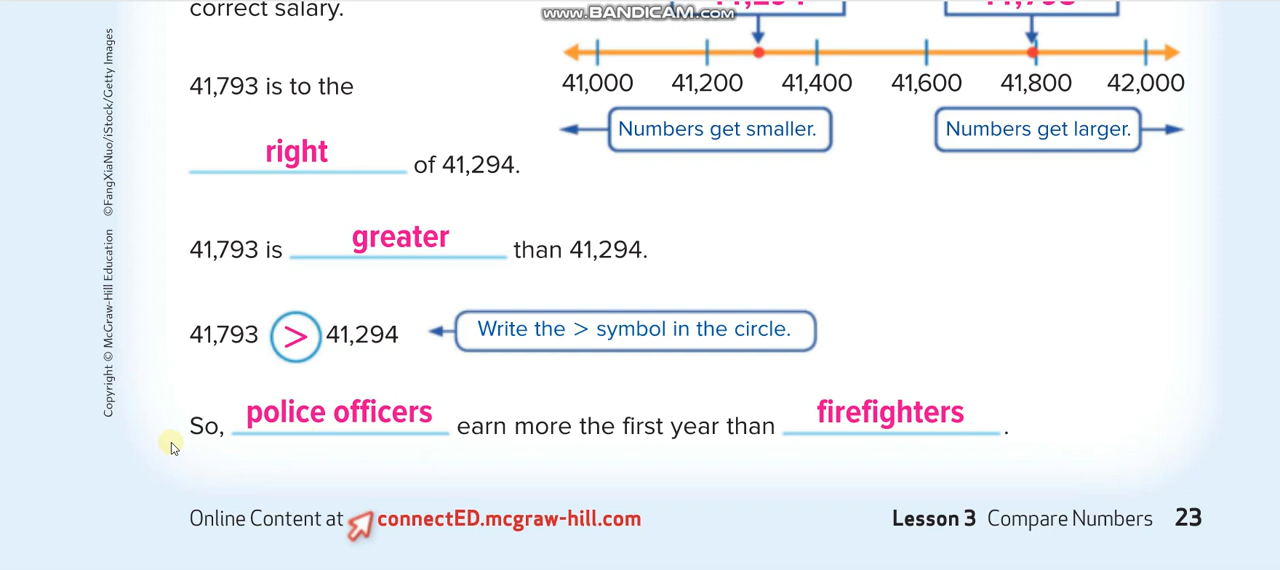 correct salary.
www.BANDICAM.com
41,294
41,793
41,793 is to the
41,000 41,200 41,400 41,600 41,800 42,000
Numbers get smaller. Numbers get larger.
right of 41,294.
41,793 is greater than 41,294.
41,793 > 41,294 Write the > symbol in the circle.
So, police officers earn more the first year than firefighters.
Online Content at connectED.mcgraw-hill.com
Lesson 3 Compare Numbers 23
Copyright © McGraw-Hill Education ©FangXiaNuo/iStock/Getty Images